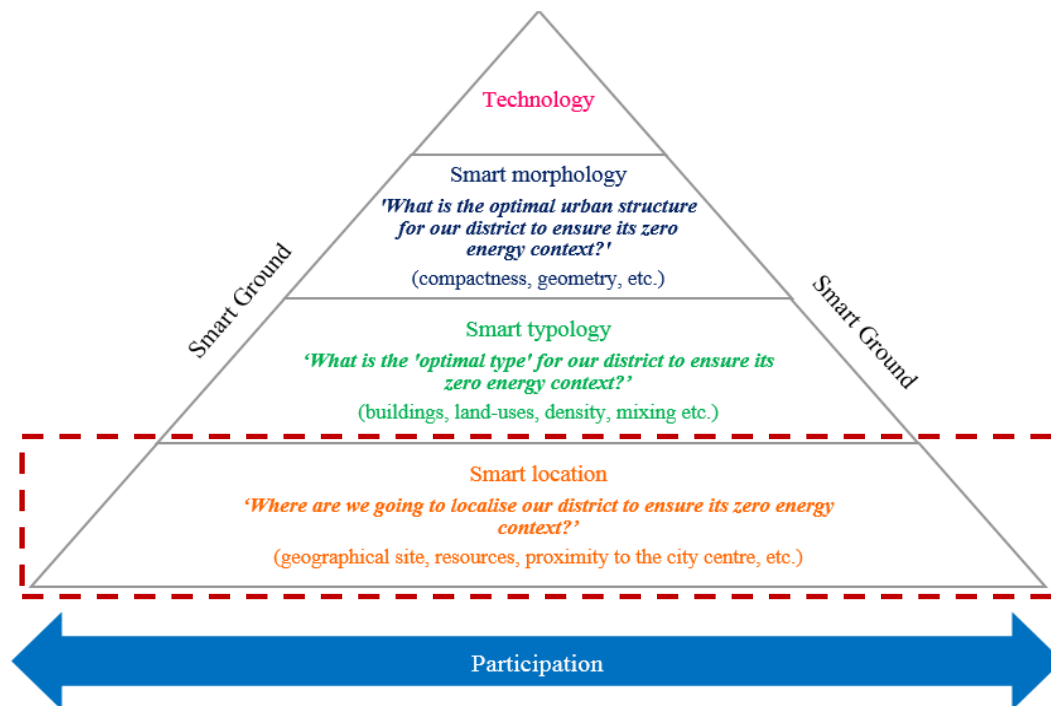 Technology
Smart morphology
'What is the optimal urban structure
for our district to ensure its zero
energy context?'
(compactness, geometry, etc.)
Smart Ground
Smart Ground
Smart typology
‘What is the 'optimal type' for our district to ensure its
zero energy context?’
(buildings, land-uses, density, mixing etc.)
Smart location
‘Where are we going to localise our district to ensure its zero energy
context?’
(geographical site, resources, proximity to the city centre, etc.)
Participation